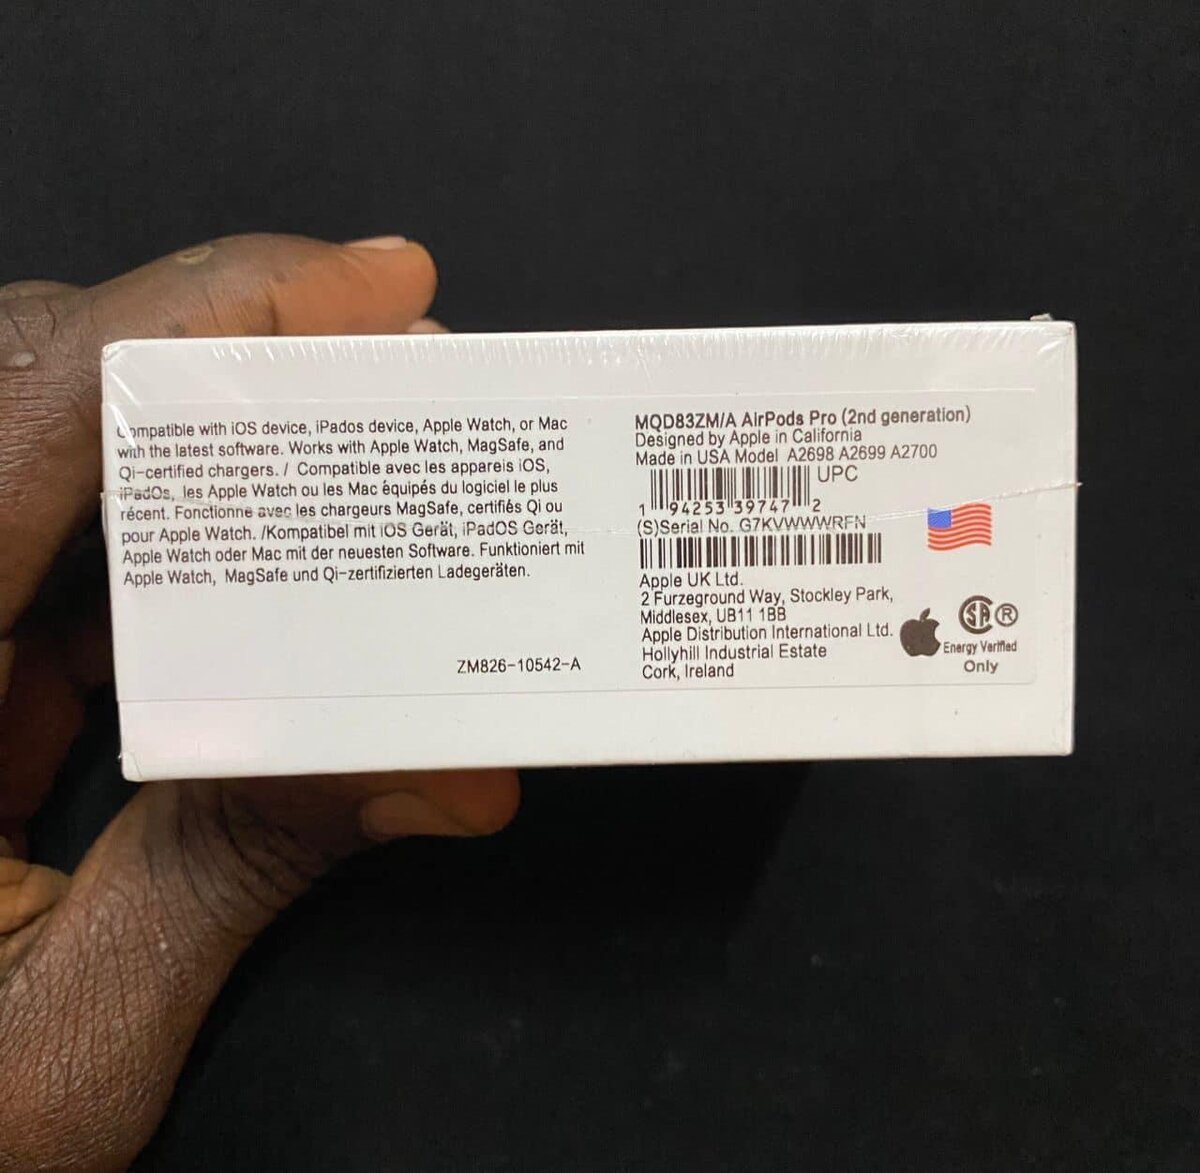 Compatible with iOS device, iPados device, Apple Watch, or Mac
with the latest software. Works with Apple Watch, MagSafe, and
Qi-certified chargers. / Compatible avec les appareis iOS,
iPadOs, les Apple Watch ou les Mac équipés du logiciel le plus
récent. Fonctionne avec les chargeurs MagSafe, certifiés Qi ou
pour Apple Watch. /Kompatibel mit iOS Gerät, iPadOS Gerät,
Apple Watch oder Mac mit der neuesten Software. Funktioniert mit
Apple Watch, MagSafe und Qi-zertifizierten Ladegeräten.
ZM826-10542-A
MQD83ZM/A AirPods Pro (2nd generation)
Designed by Apple in California
Made in USA Model A2698 A2699 A2700
UPC
1 94253 39747 2
(S)Serial No. G7KVWWWRFN
Apple UK Ltd.
2 Furzeground Way, Stockley Park,
Middlesex, UB11 1BB
Apple Distribution International Ltd.
Hollyhill Industrial Estate
Cork, Ireland
SA ®
Energy Verified
Only